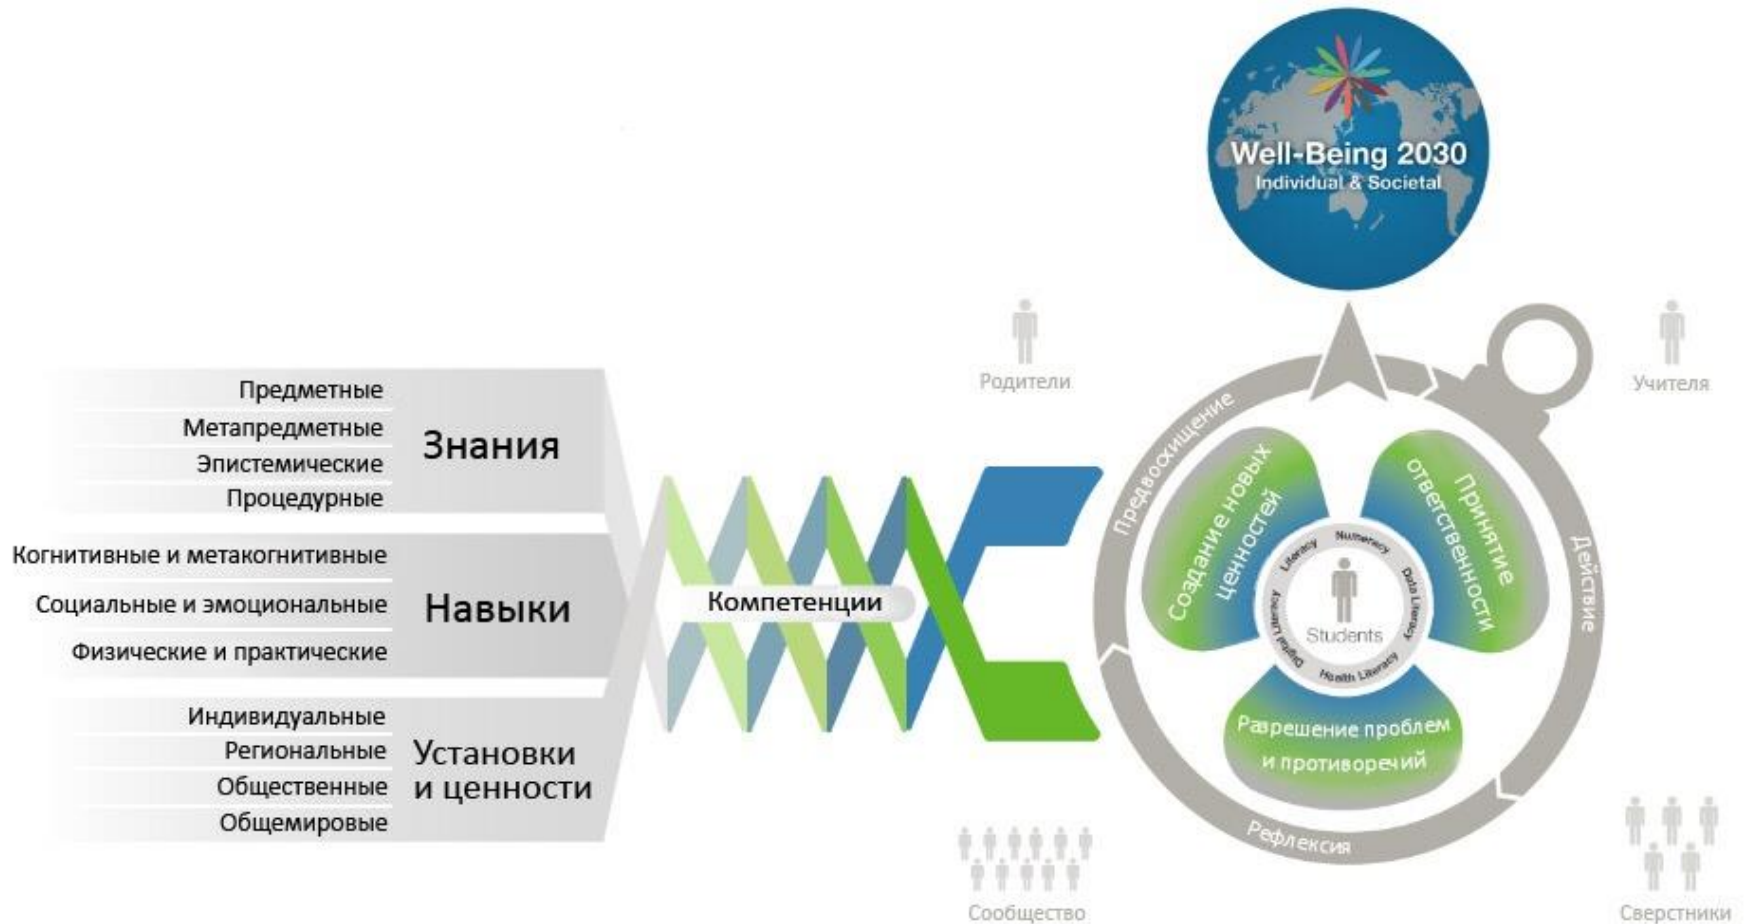 Well-Being 2030
Individual & Societal
Родители
Учителя
Предметные
Метапредметные
Эпистемические
Процедурные
Знания
Когнитивные и метакогнитивные
Социальные и эмоциональные
Физические и практические
Навыки
Индивидуальные
Региональные
Общественные
Общемировые
Установки
и ценности
Компетенции
Предвосхищение
Действие
Рефлексия
Создание новых
ценностей
Принятие
ответственности
Разрешение проблем
и противоречий
Literacy
Numeracy
Data Literacy
Health Literacy
Digital Literacy
Students
Сообщество
Сверстники